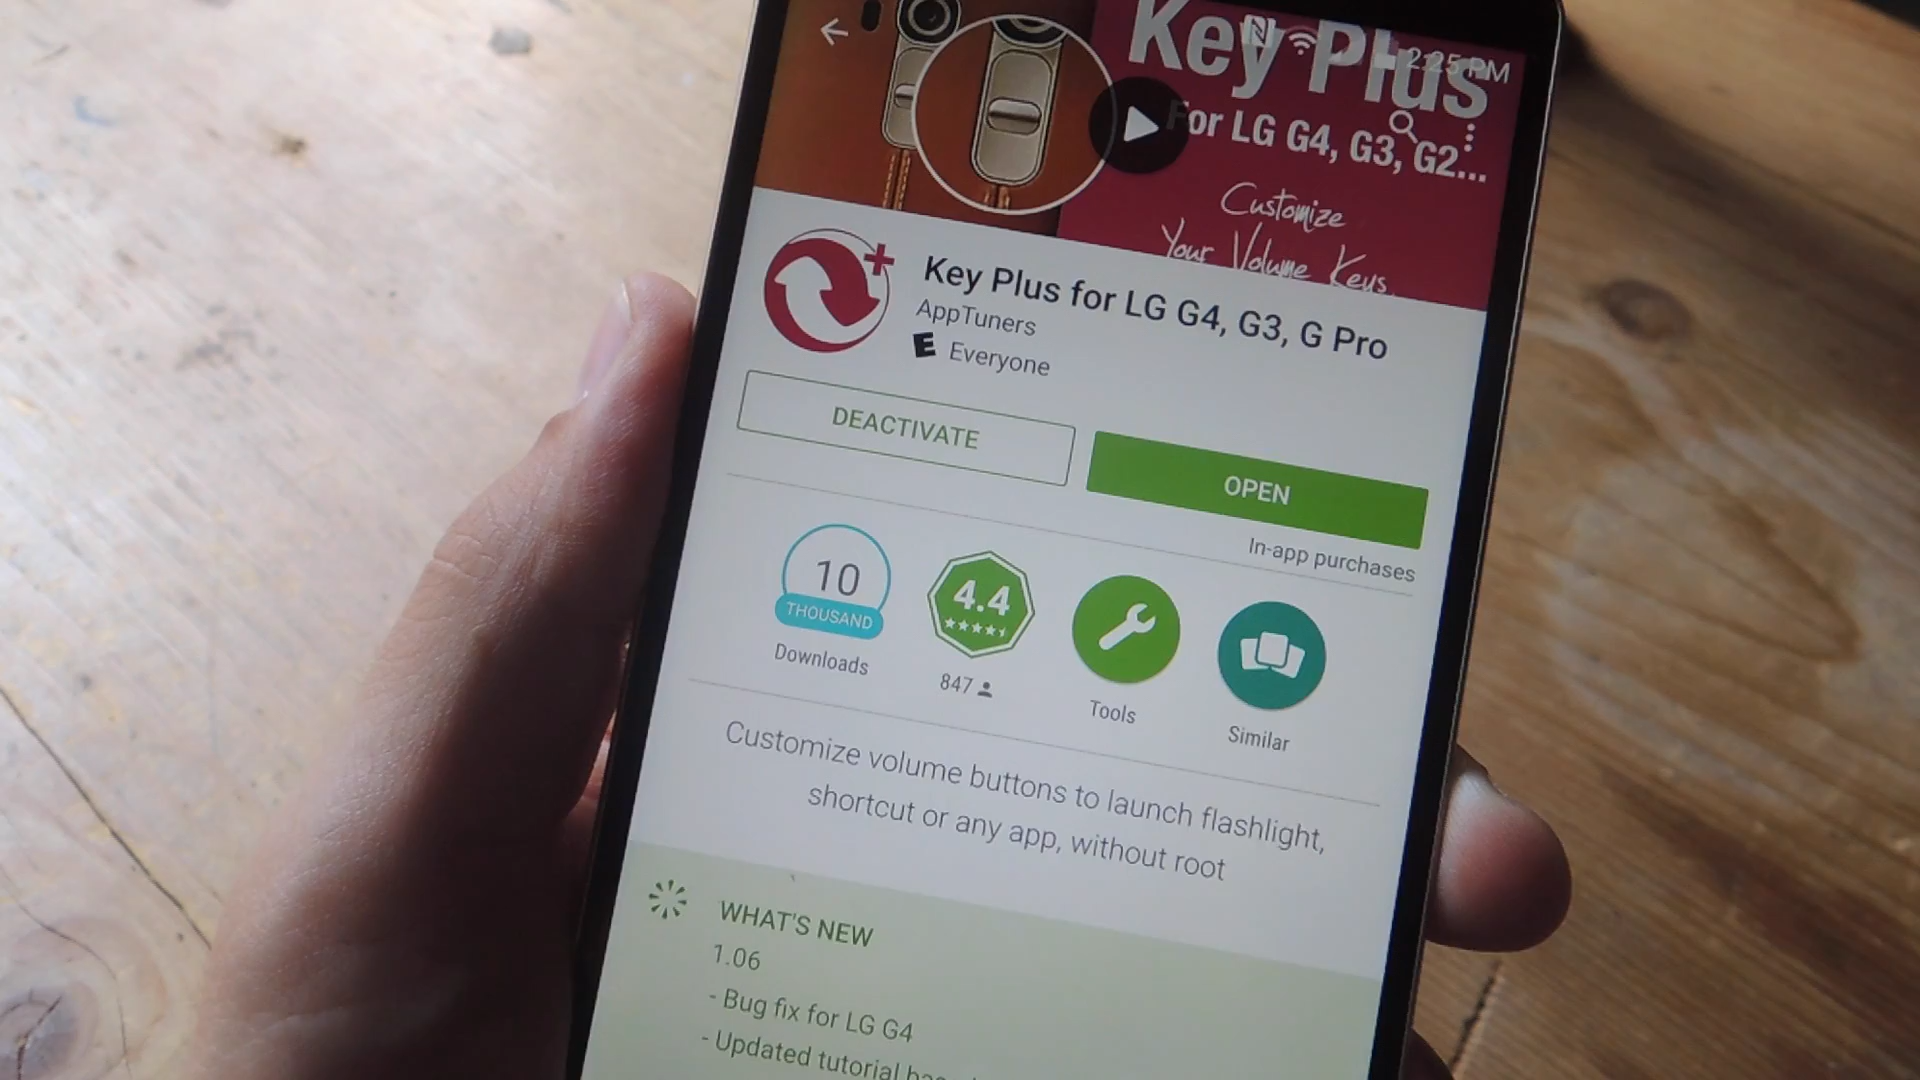 Key Plus
2:25 PM
For LG G4, G3, G2...
Customize
Your Volume Keys
Key Plus for LG G4, G3, G Pro
AppTuners
E Everyone
DEACTIVATE
OPEN
In-app purchases
10
THOUSAND
Downloads
4.4
847
Tools
Similar
Customize volume buttons to launch flashlight,
shortcut or any app, without root
WHAT'S NEW
1.06
- Bug fix for LG G4
- Updated tutorial